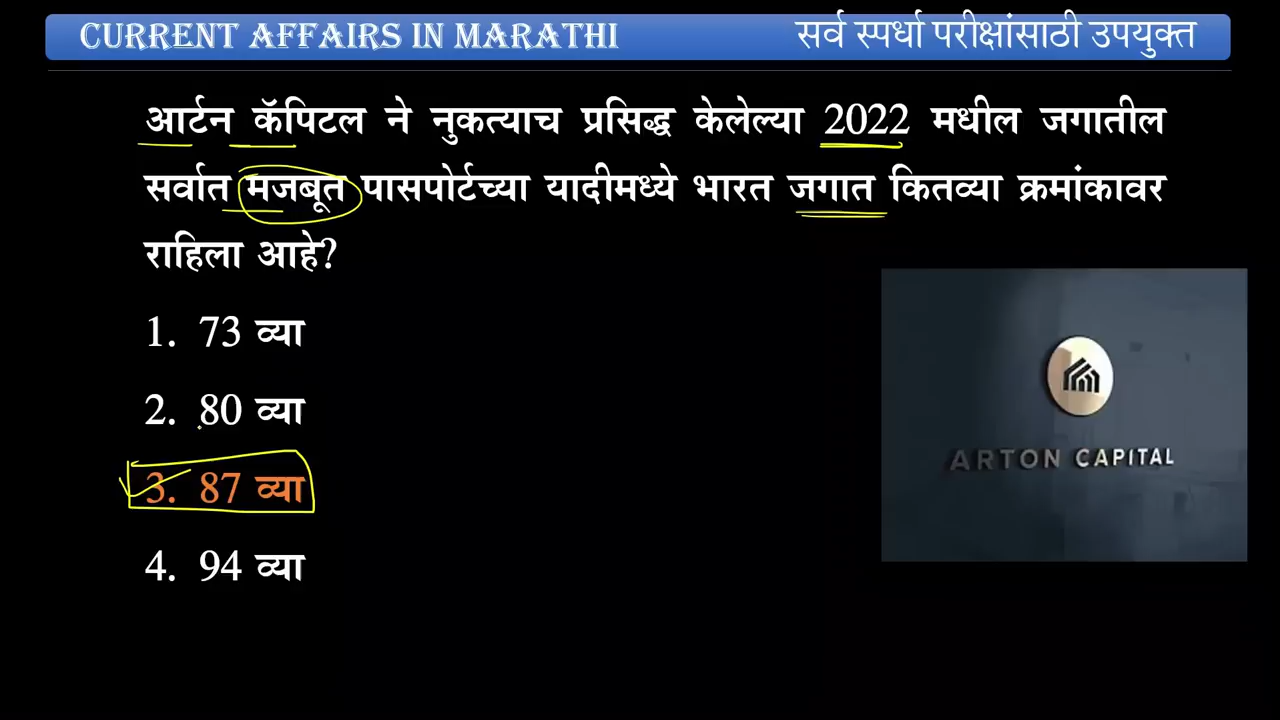 CURRENT AFFAIRS IN MARATHI
सर्व स्पर्धा परीक्षांसाठी उपयुक्त
आर्टन कॅपिटल ने नुकत्याच प्रसिद्ध केलेल्या 2022 मधील जगातील
सर्वात मजबूत पासपोर्टच्या यादीमध्ये भारत जगात कितव्या क्रमांकावर
राहिला आहे?
1. 73 व्या
2. 80 व्या
3. 87 व्या
4. 94 व्या
ARTON CAPITAL